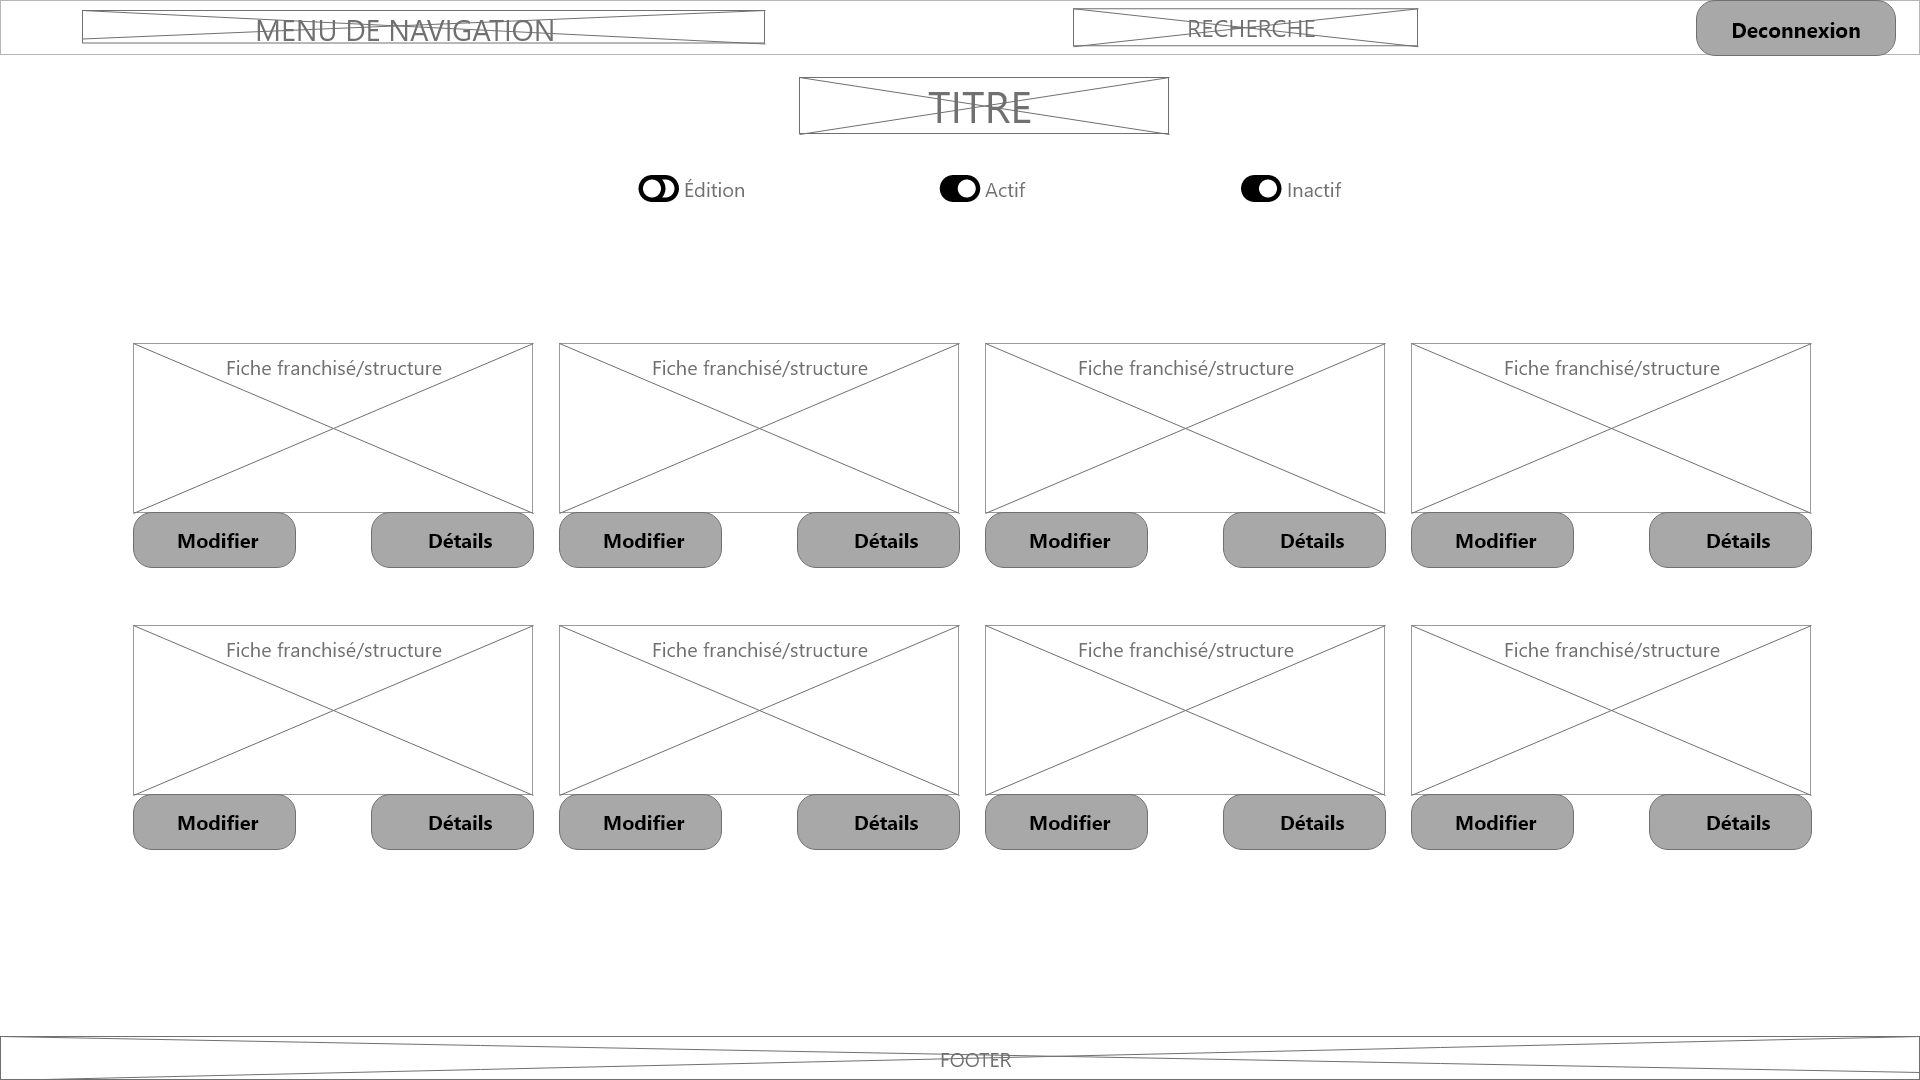 MENU DE NAVIGATION
RECHERCHE
Deconnexion
TITRE
Édition
Actif
Inactif
Fiche franchisé/structure
Fiche franchisé/structure
Fiche franchisé/structure
Fiche franchisé/structure
Modifier
Détails
Modifier
Détails
Modifier
Détails
Modifier
Détails
Fiche franchisé/structure
Fiche franchisé/structure
Fiche franchisé/structure
Fiche franchisé/structure
Modifier
Détails
Modifier
Détails
Modifier
Détails
Modifier
Détails
FOOTER